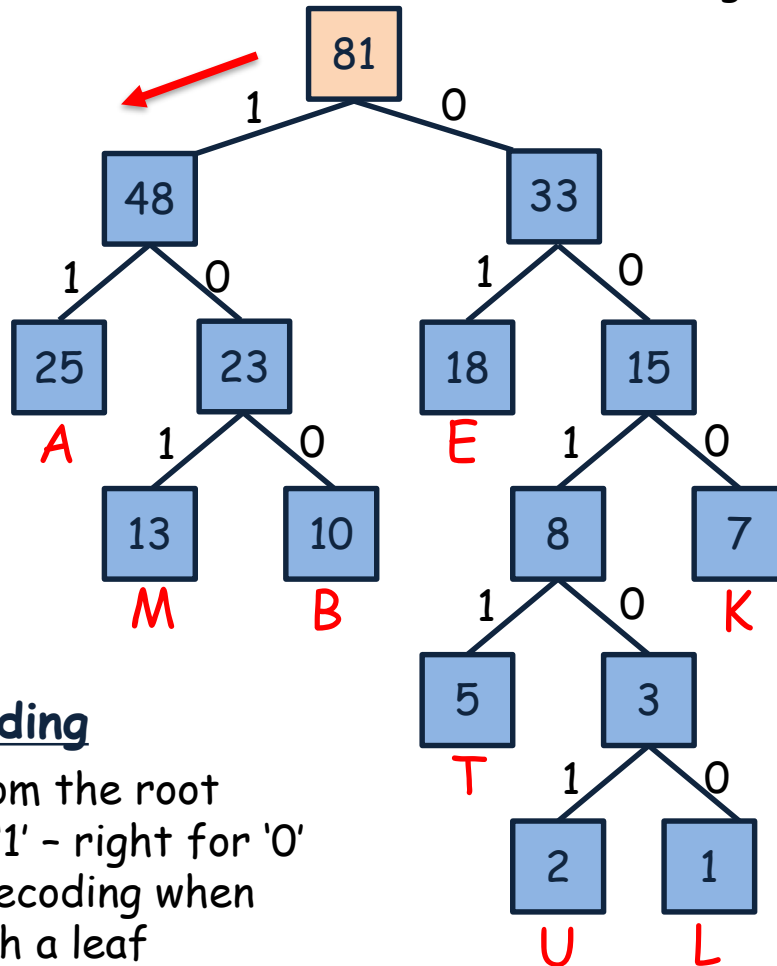 81
1 0
48 33
1 0 1 0
25 23 18 15
A E
1 0 1 0
13 10 8 7
M B K
1 0
5 3
T
1 0
2 1
U L
ding
om the root
1' – right for '0'
ecoding when
h a leaf